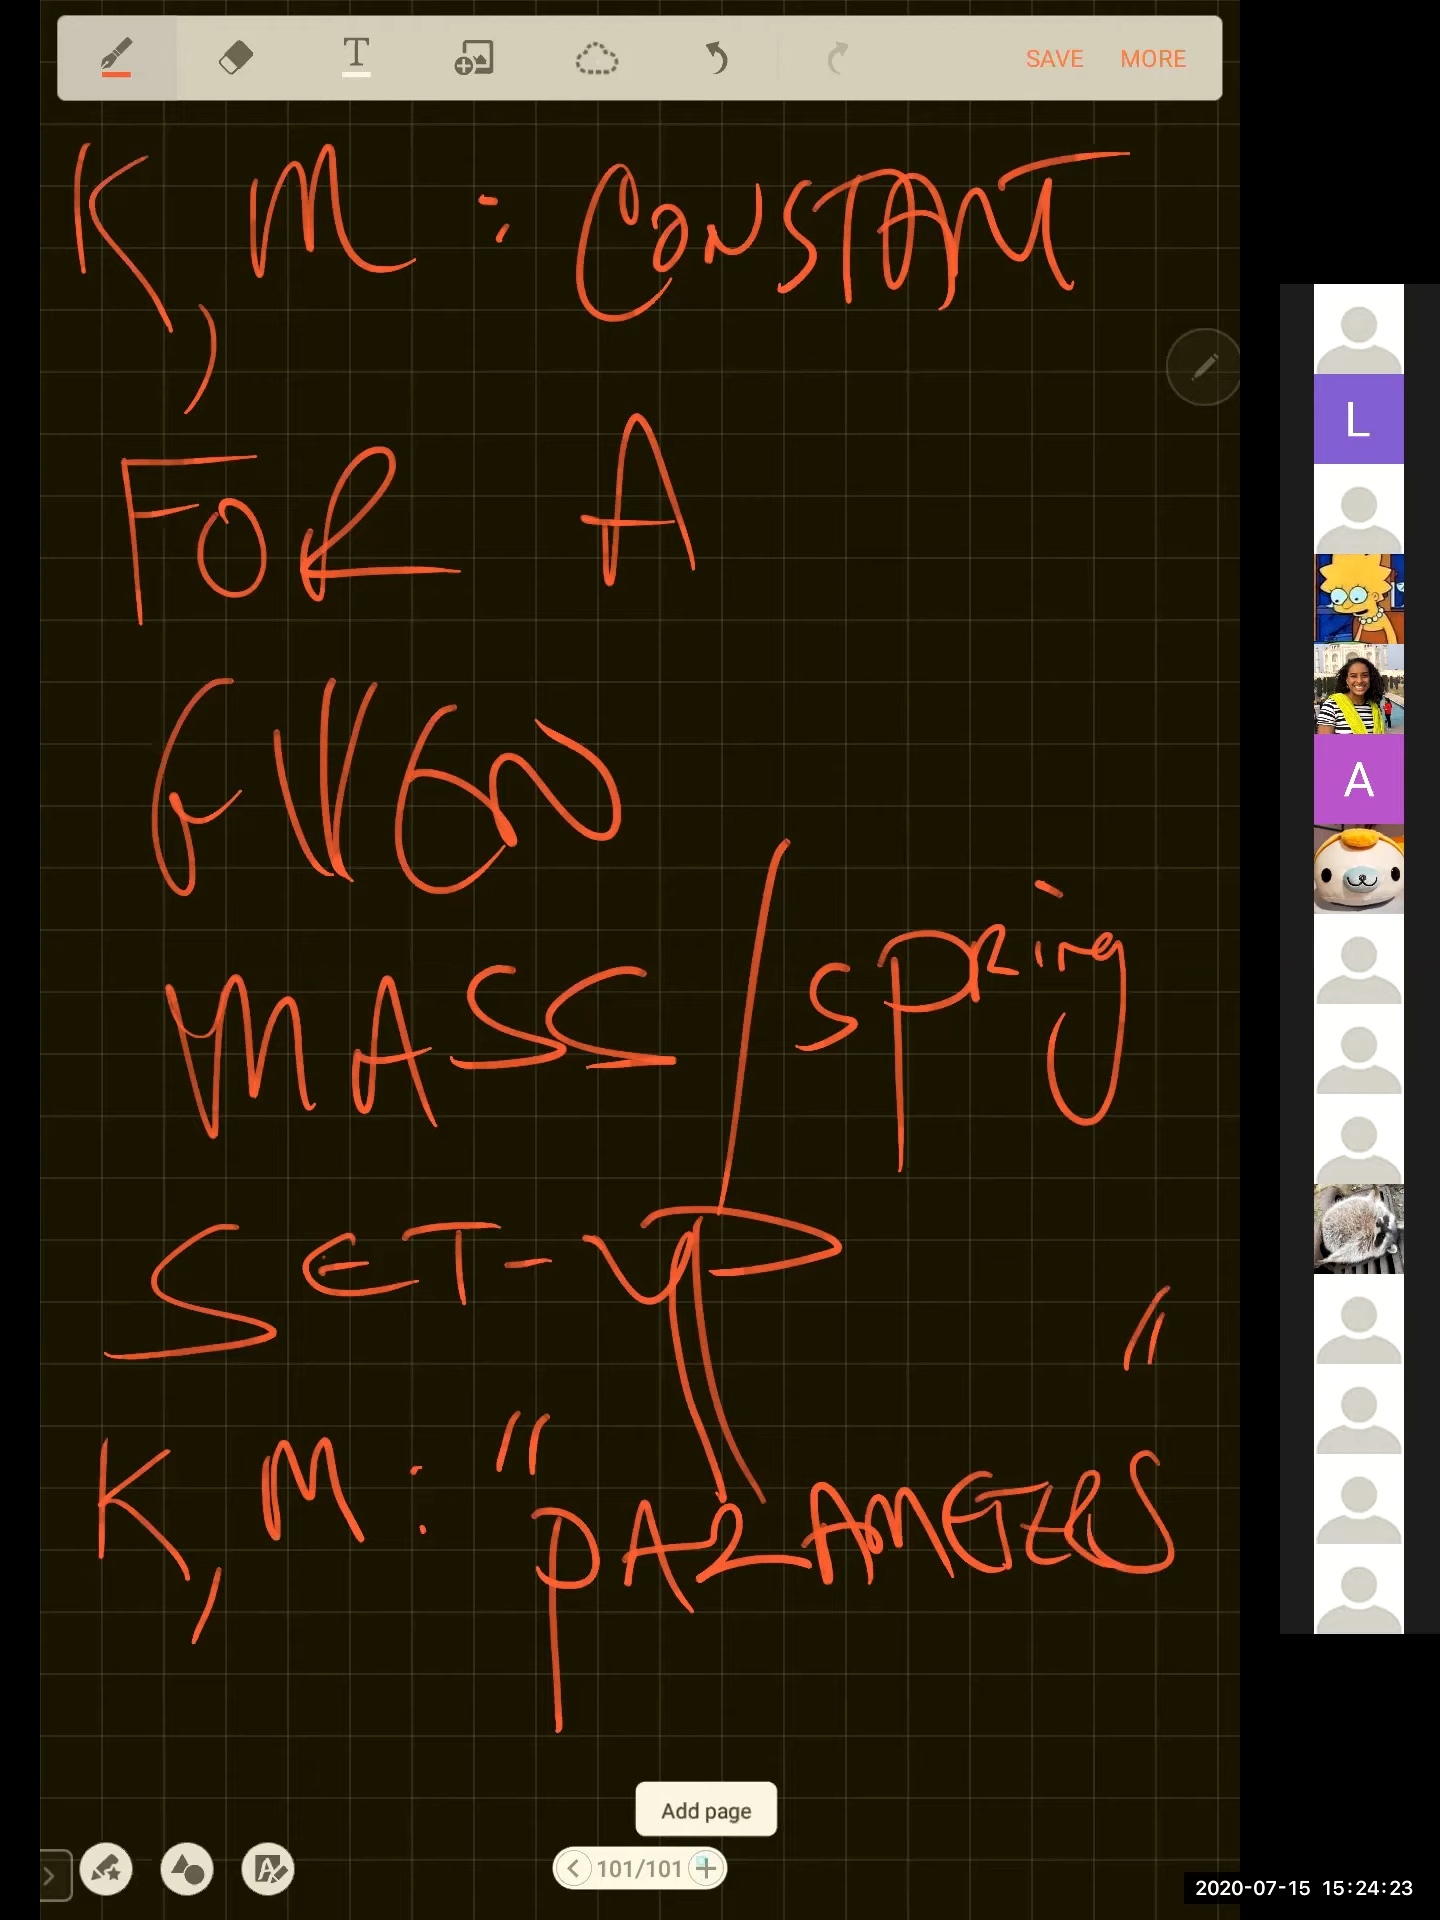 SAVE MORE
K, M : CONSTANT
FOR A
GIVEN
MASS / SPRING
SET-UP
K, M : "PARAMETERS"
L
A
Add page
101/101
2020-07-15 15:24:23